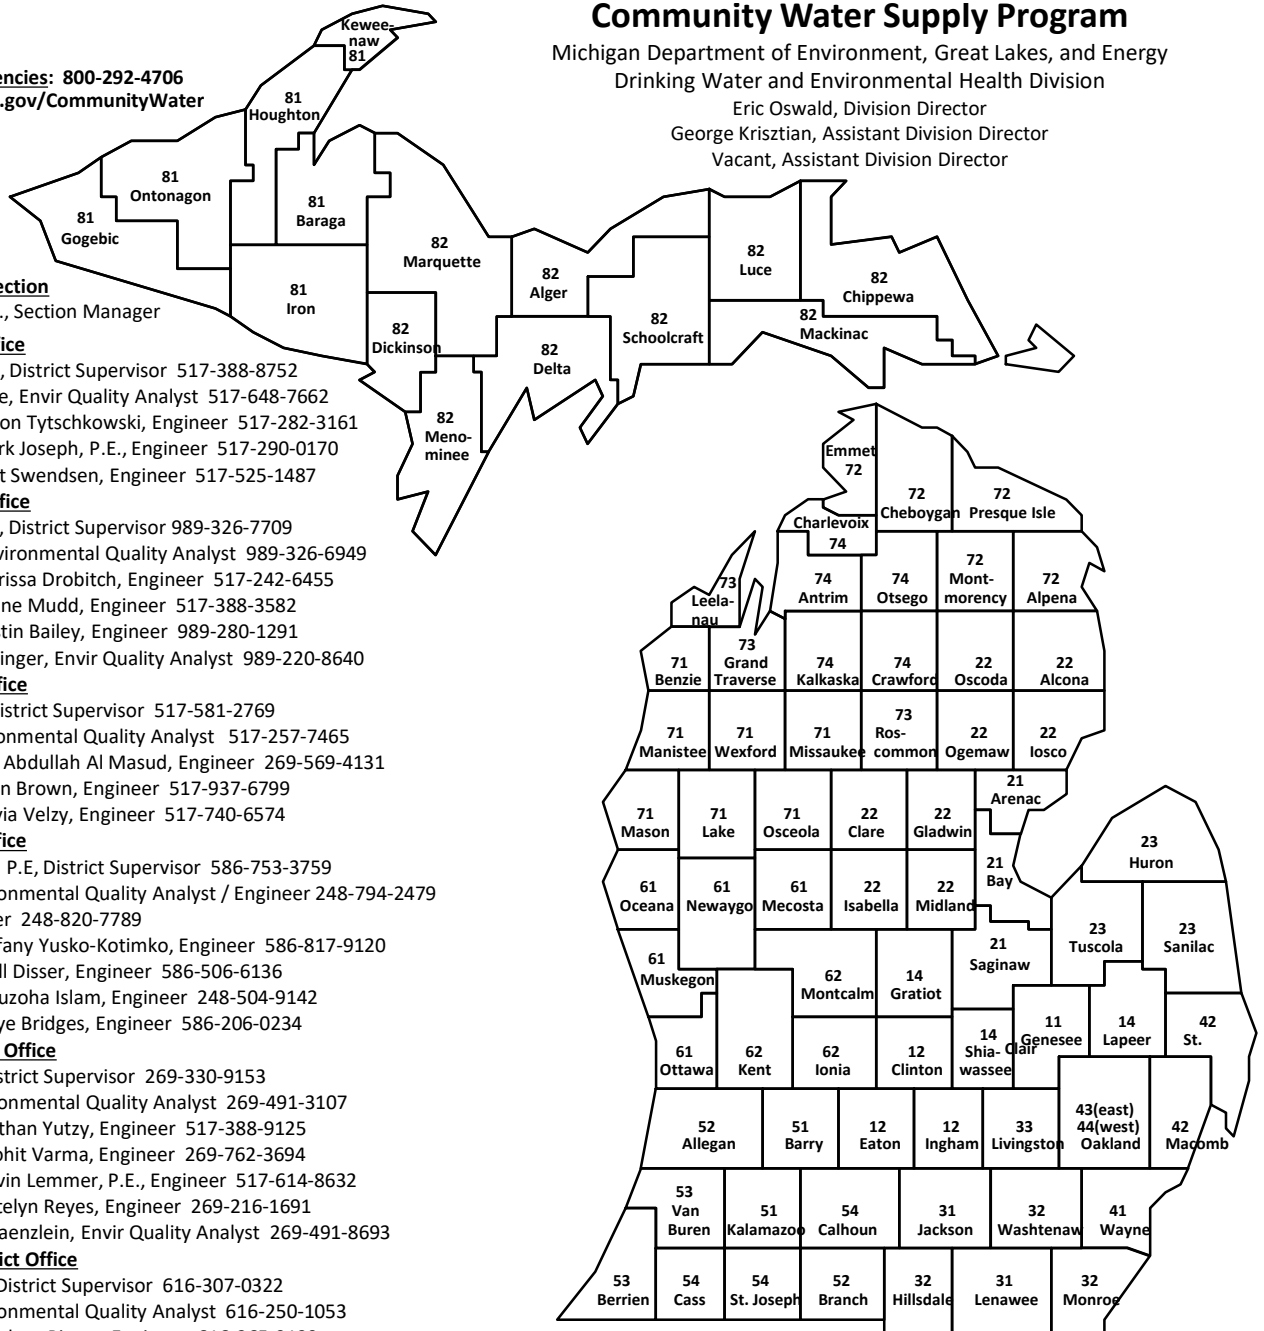 Community Water Supply Program
Michigan Department of Environment, Great Lakes, and Energy
Drinking Water and Environmental Health Division
Eric Oswald, Division Director
George Krisztian, Assistant Division Director
Vacant, Assistant Division Director
encies: 800-292-4706
.gov/CommunityWater
ection
., Section Manager
fice
, District Supervisor 517-388-8752
e, Envir Quality Analyst 517-648-7662
on Tytschkowski, Engineer 517-282-3161
rk Joseph, P.E., Engineer 517-290-0170
t Swendsen, Engineer 517-525-1487
ffice
, District Supervisor 989-326-7709
vironmental Quality Analyst 989-326-6949
rissa Drobitch, Engineer 517-242-6455
ne Mudd, Engineer 517-388-3582
stin Bailey, Engineer 989-280-1291
inger, Envir Quality Analyst 989-220-8640
ffice
istrict Supervisor 517-581-2769
onmental Quality Analyst 517-257-7465
Abdullah Al Masud, Engineer 269-569-4131
n Brown, Engineer 517-937-6799
via Velzy, Engineer 517-740-6574
ffice
P.E, District Supervisor 586-753-3759
onmental Quality Analyst / Engineer 248-794-2479
er 248-820-7789
fany Yusko-Kotimko, Engineer 586-817-9120
ll Disser, Engineer 586-506-6136
uzoha Islam, Engineer 248-504-9142
ye Bridges, Engineer 586-206-0234
Office
strict Supervisor 269-330-9153
onmental Quality Analyst 269-491-3107
than Yutzy, Engineer 517-388-9125
ohit Varma, Engineer 269-762-3694
vin Lemmer, P.E., Engineer 517-614-8632
telyn Reyes, Engineer 269-216-1691
aenzlein, Envir Quality Analyst 269-491-8693
ict Office
District Supervisor 616-307-0322
onmental Quality Analyst 616-250-1053
Kewee-
naw
81
81
Houghton
81
Ontonagon
81
Gogebic
81
Baraga
81
Iron
82
Marquette
82
Dickinson
82
Meno-
minee
82
Alger
82
Delta
82
Schoolcraft
82
Luce
82
Chippewa
82
Mackinac
Emmet
72
72
Cheboygan
72
Presque Isle
Charlevoix
74
73
Leela-
nau
74
Antrim
74
Otsego
72
Mont-
morency
72
Alpena
71
Benzie
73
Grand
Traverse
74
Kalkaska
74
Crawford
22
Oscoda
22
Alcona
71
Manistee
71
Wexford
71
Missaukee
73
Ros-
common
22
Ogemaw
22
Iosco
71
Mason
71
Lake
71
Osceola
22
Clare
22
Gladwin
21
Arenac
61
Oceana
61
Newaygo
61
Mecosta
22
Isabella
22
Midland
21
Bay
23
Huron
61
Muskegon
62
Montcalm
14
Gratiot
21
Saginaw
23
Tuscola
23
Sanilac
61
Ottawa
62
Kent
62
Ionia
12
Clinton
14
Shia-
wassee
11
Genesee
14
Lapeer
42
St.
Clair
52
Allegan
51
Barry
12
Eaton
12
Ingham
33
Livingston
43(east)
44(west)
Oakland
42
Macomb
53
Van
Buren
51
Kalamazoo
54
Calhoun
31
Jackson
32
Washtenaw
41
Wayne
53
Berrien
54
Cass
54
St. Joseph
52
Branch
32
Hillsdale
31
Lenawee
32
Monroe